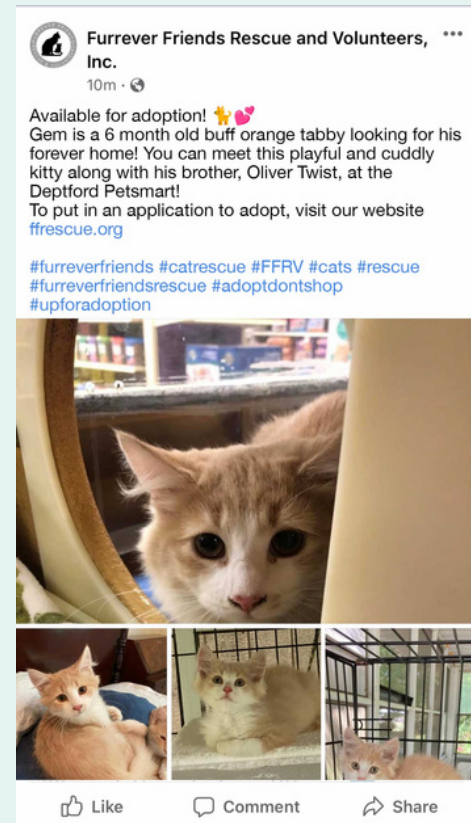 Furrever Friends Rescue and Volunteers,
Inc.
10m ·
Available for adoption! 🐈💕
Gem is a 6 month old buff orange tabby looking for his
forever home! You can meet this playful and cuddly
kitty along with his brother, Oliver Twist, at the
Deptford Petsmart!
To put in an application to adopt, visit our website
ffrescue.org
#furreverfriends #catrescue #FFRV #cats #rescue
#furreverfriendsrescue #adoptdontshop
#upforadoption
Like Comment Share